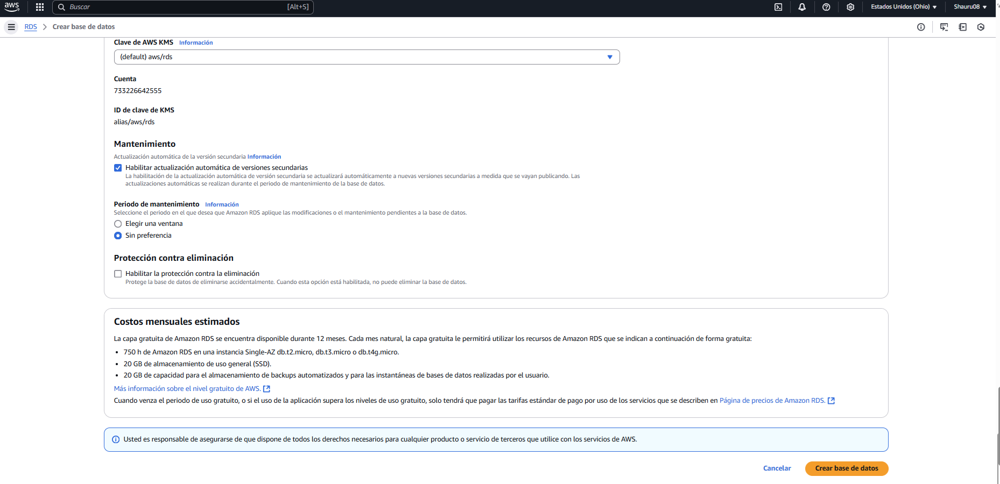 aws
Buscar
[Alt+S]
Estados Unidos (Ohio)
Shauru08
RDS
Crear base de datos
Clave de AWS KMS Información
(default) aws/rds
Cuenta
733226642555
ID de clave de KMS
alias/aws/rds
Mantenimiento
Actualización automática de la versión secundaria Información
Habilitar actualización automática de versiones secundarias
La habilitación de la actualización automática de versión secundaria se actualizará automáticamente a nuevas versiones secundarias a medida que se vayan publicando. Las
actualizaciones automáticas se realizan durante el periodo de mantenimiento de la base de datos.
Periodo de mantenimiento Información
Seleccione el periodo en el que desea que Amazon RDS aplique las modificaciones o el mantenimiento pendientes a la base de datos.
Elegir una ventana
Sin preferencia
Protección contra eliminación
Habilitar la protección contra la eliminación
Protege la base de datos de eliminarse accidentalmente. Cuando esta opción está habilitada, no puede eliminar la base de datos.
Costos mensuales estimados
La capa gratuita de Amazon RDS se encuentra disponible durante 12 meses. Cada mes natural, la capa gratuita le permitirá utilizar los recursos de Amazon RDS que se indican a continuación de forma gratuita:
• 750 h de Amazon RDS en una instancia Single-AZ db.t2.micro, db.t3.micro o db.t4g.micro.
• 20 GB de almacenamiento de uso general (SSD).
• 20 GB de capacidad para el almacenamiento de backups automatizados y para las instantáneas de bases de datos realizadas por el usuario.
Más información sobre el nivel gratuito de AWS.
Cuando venza el periodo de uso gratuito, o si el uso de la aplicación supera los niveles de uso gratuito, solo tendrá que pagar las tarifas estándar de pago por uso de los servicios que se describen en Página de precios de Amazon RDS.
Usted es responsable de asegurarse de que dispone de todos los derechos necesarios para cualquier producto o servicio de terceros que utilice con los servicios de AWS.
Cancelar
Crear base de datos